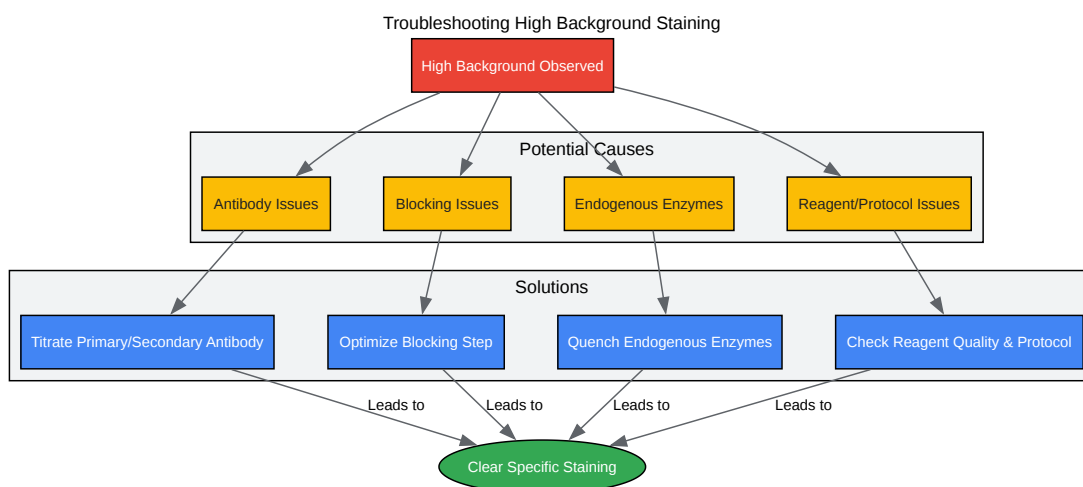 Troubleshooting High Background Staining
High Background Observed
Potential Causes
Antibody Issues
Blocking Issues
Endogenous Enzymes
Reagent/Protocol Issues
Solutions
Titrate Primary/Secondary Antibody
Optimize Blocking Step
Quench Endogenous Enzymes
Check Reagent Quality & Protocol
Leads to
Leads to
Leads to
Leads to
Clear Specific Staining